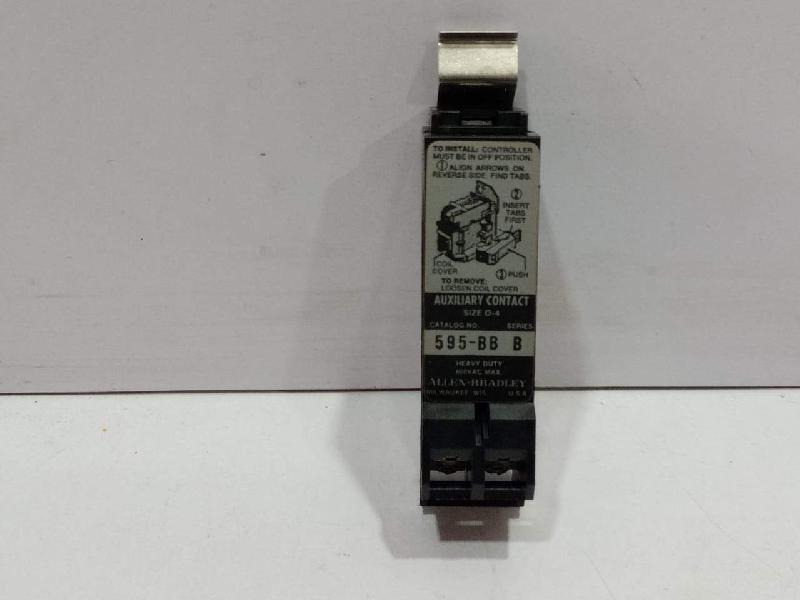 TO INSTALL: CONTROLLER
MUST BE IN OFF POSITION.
① ALIGN ARROWS ON
REVERSE SIDE. FIND TABS.
②
INSERT
TABS
FIRST
COIL
COVER
③ PUSH
TO REMOVE:
LOOSEN COIL COVER
AUXILIARY CONTACT
SIZE 0-4
CATALOG NO. SERIES
595-BB B
HEAVY DUTY
600VAC MAX.
ALLEN-BRADLEY
MILWAUKEE WIS. U.S.A.